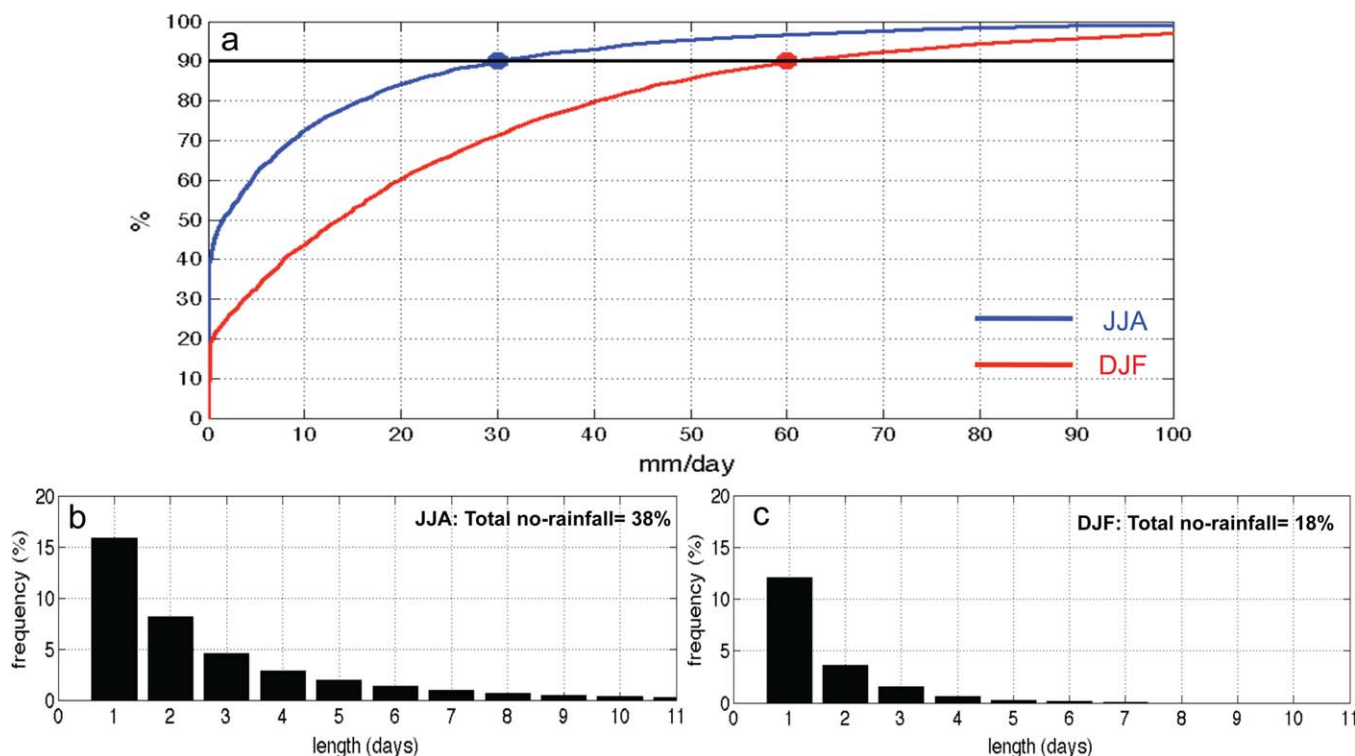 a
100
90
80
70
60
50
40
30
20
10
0
%
0 10 20 30 40 50 60 70 80 90 100
mm/day
JJA
DJF
b
JJA: Total no-rainfall= 38%
20
15
10
5
0
frequency (%)
0 1 2 3 4 5 6 7 8 9 10 11
length (days)
c
DJF: Total no-rainfall= 18%
20
15
10
5
0
frequency (%)
0 1 2 3 4 5 6 7 8 9 10 11
length (days)